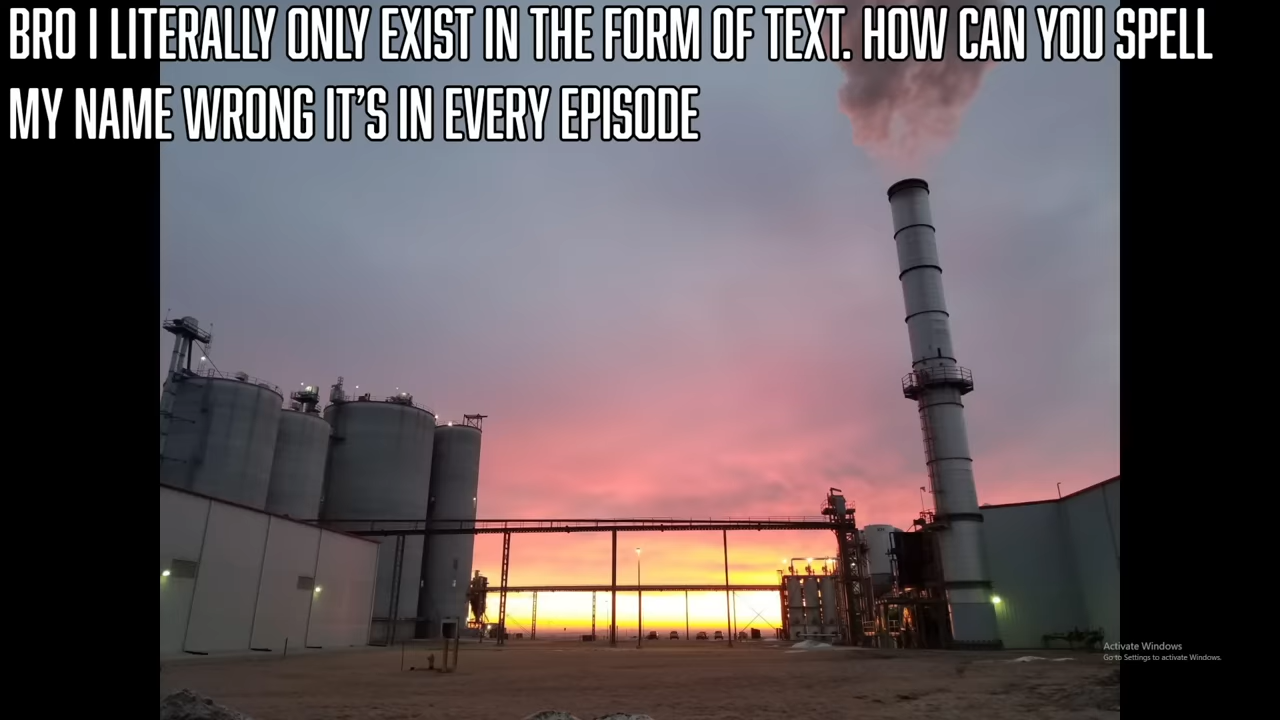 BRO I LITERALLY ONLY EXIST IN THE FORM OF TEXT. HOW CAN YOU SPELL
MY NAME WRONG IT'S IN EVERY EPISODE
Activate Windows
Go to Settings to activate Windows.